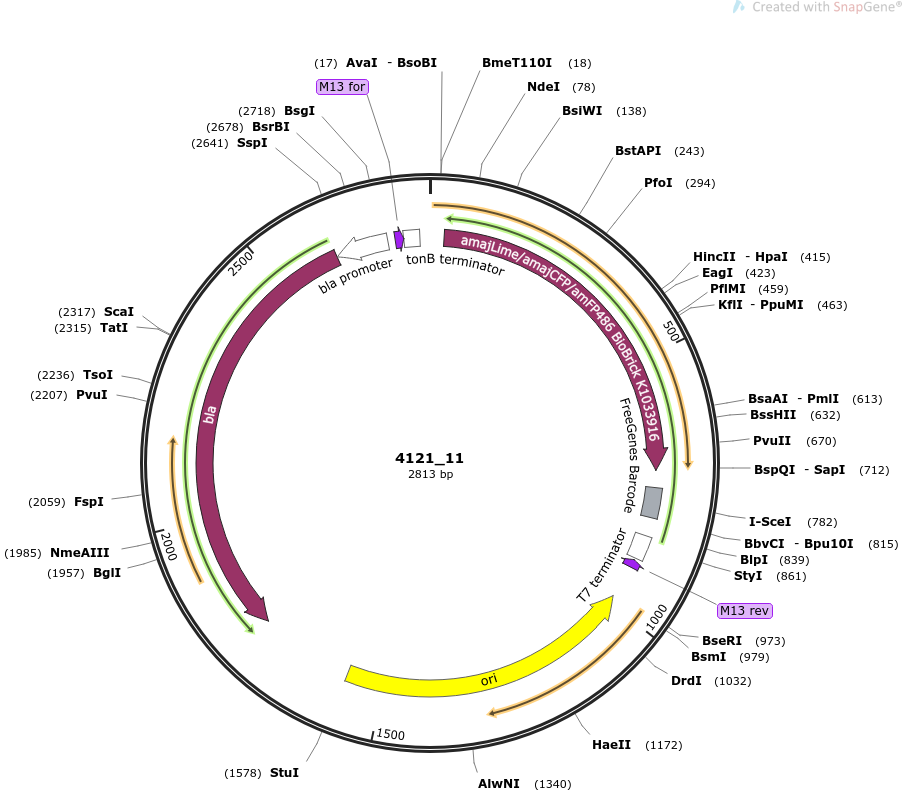 Created with SnapGene®
(17) AvaI - BsoBI
BmeT110I (18)
M13 for
NdeI (78)
(2718) BsgI
BsiWI (138)
(2678) BsrBI
(2641) SspI
BstAPI (243)
PfoI (294)
amajLime/amajCFP/amFP486 BioBrick K1033916
bla promoter
tonB terminator
2500
HincII - HpaI (415)
EagI (423)
PflMI (459)
KflI - PpuMI (463)
500
(2317) ScaI
(2315) TatI
(2236) TsoI
(2207) PvuI
bla
BsaAI - PmlI (613)
BssHII (632)
PvuII (670)
FreeGenes Barcode
4121_11
2813 bp
BspQI - SapI (712)
(2059) FspI
I-SceI (782)
BbvCI - Bpu10I (815)
BlpI (839)
StyI (861)
2000
(1985) NmeAIII
(1957) BglI
T7 terminator
M13 rev
1000
BseRI (973)
BsmI (979)
DrdI (1032)
ori
1500
HaeII (1172)
(1578) StuI
AlwNI (1340)